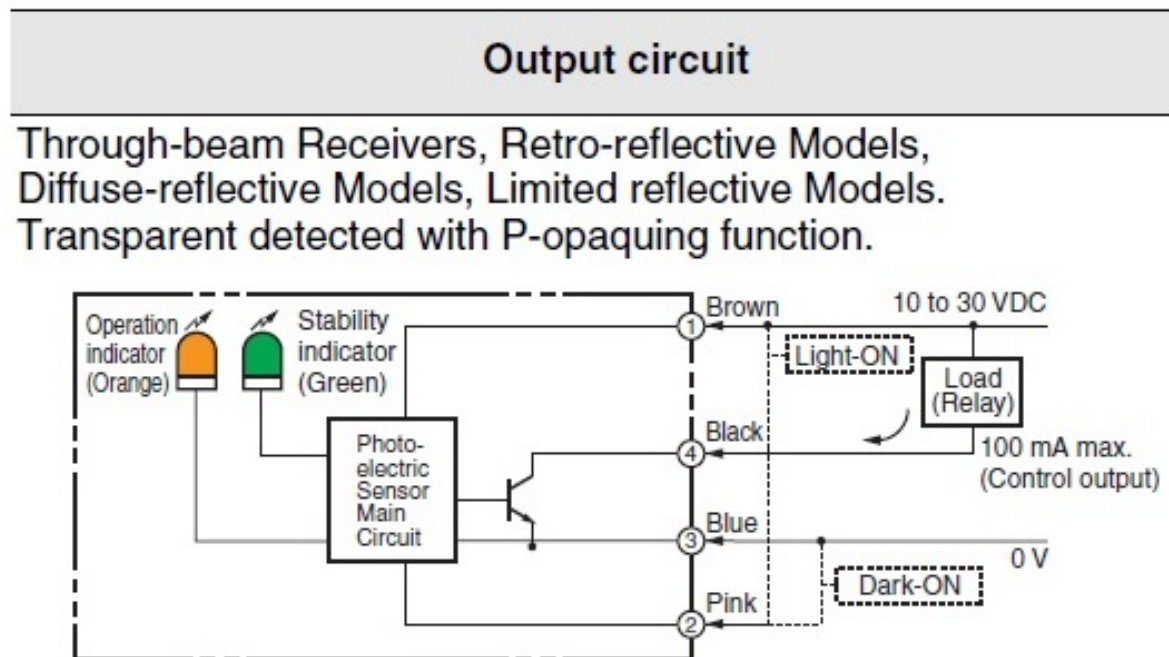 Output circuit
Through-beam Receivers, Retro-reflective Models,
Diffuse-reflective Models, Limited reflective Models.
Transparent detected with P-opaquing function.
Operation
indicator
(Orange)
Stability
indicator
(Green)
Photo-
electric
Sensor
Main
Circuit
1
Brown
10 to 30 VDC
Light-ON
Load
(Relay)
4
Black
100 mA max.
(Control output)
3
Blue
0 V
Dark-ON
2
Pink